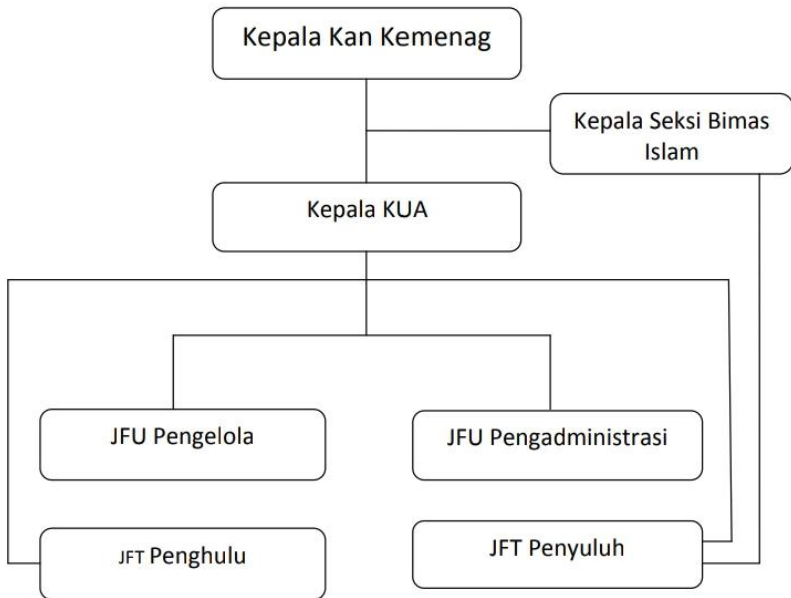 Kepala Kan Kemenag
Kepala Seksi Bimas
Islam
Kepala KUA
JFU Pengelola
JFU Pengadministrasi
JFT Penghulu
JFT Penyuluh